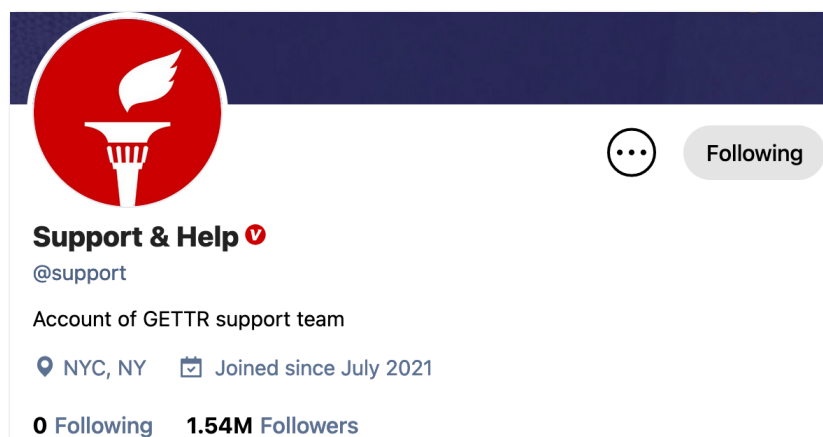 Following
Support & Help
@support
Account of GETTR support team
NYC, NY Joined since July 2021
0 Following 1.54M Followers